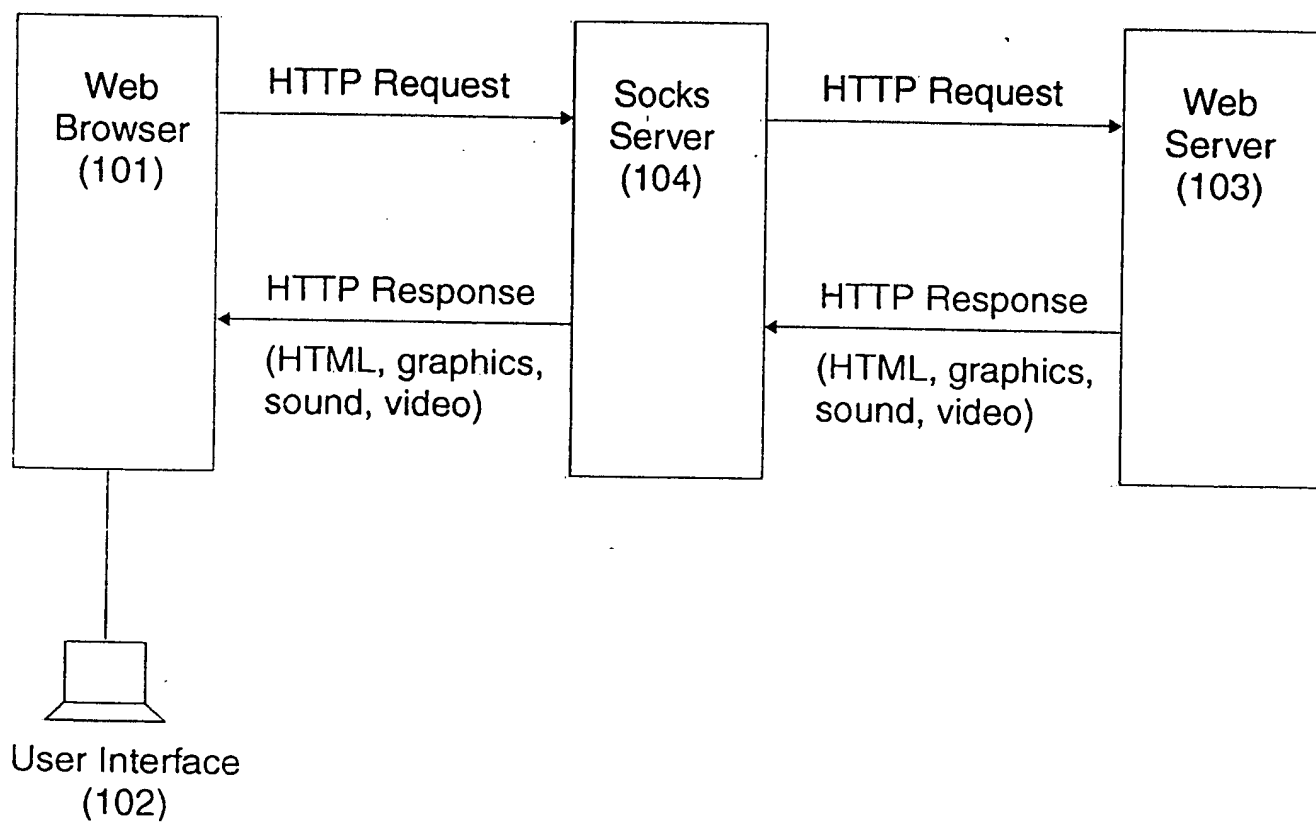 Web
Browser
(101)
HTTP Request
Socks
Server
(104)
HTTP Request
Web
Server
(103)
HTTP Response
(HTML, graphics,
sound, video)
HTTP Response
(HTML, graphics,
sound, video)
User Interface
(102)